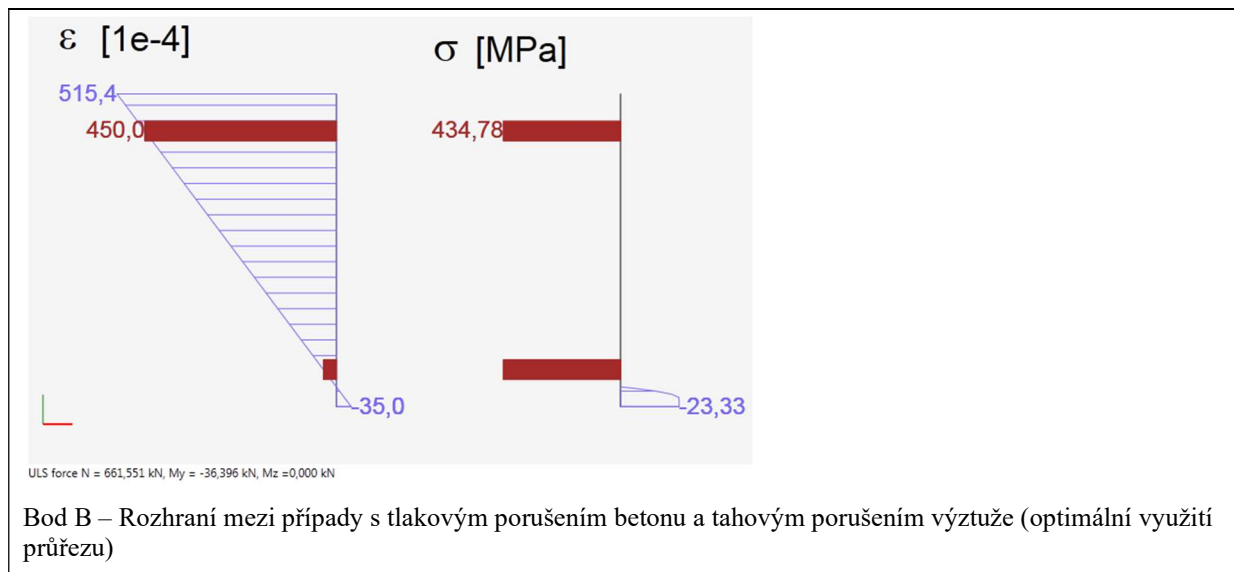 ε [1e-4]
σ [MPa]
515,4
450,0
434,78
-35,0
-23,33
ULS force N = 661,551 kN, My = -36,396 kN, Mz =0,000 kN
Bod B – Rozhraní mezi případy s tlakovým porušením betonu a tahovým porušením výztuže (optimální využití
průřezu)